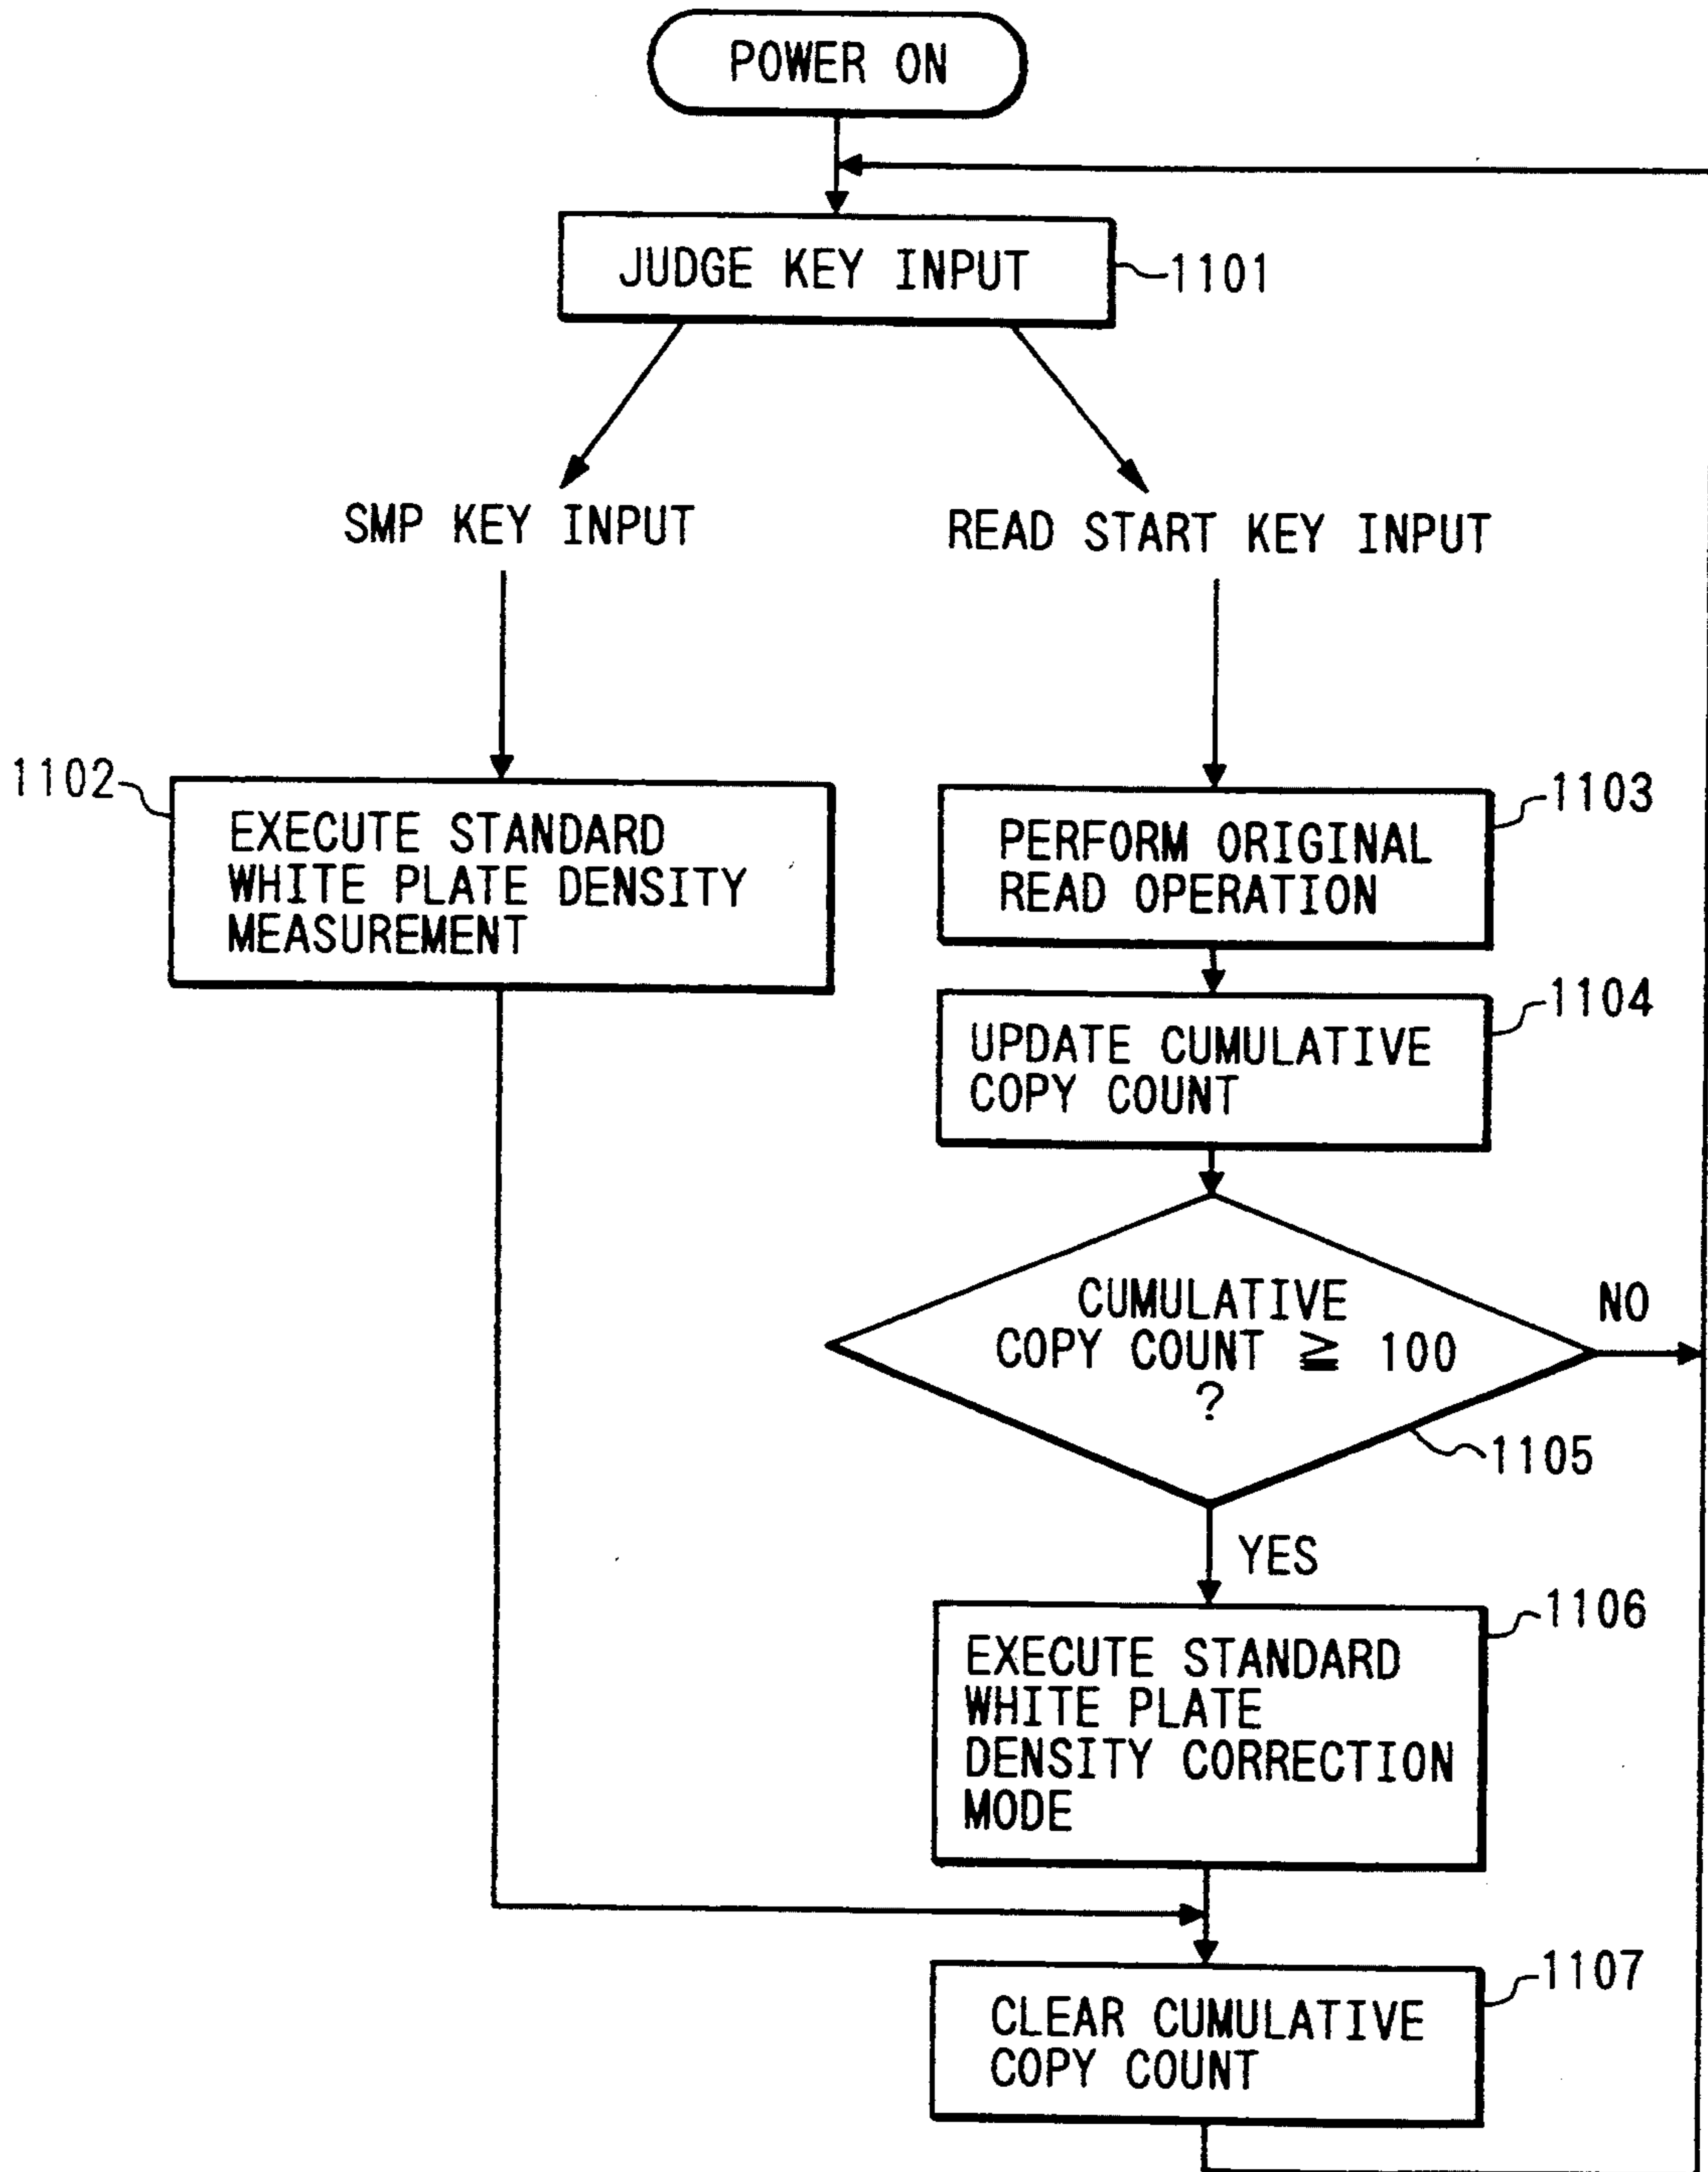 POWER ON
JUDGE KEY INPUT
1101
SMP KEY INPUT
READ START KEY INPUT
1102
EXECUTE STANDARD
WHITE PLATE DENSITY
MEASUREMENT
1103
PERFORM ORIGINAL
READ OPERATION
1104
UPDATE CUMULATIVE
COPY COUNT
CUMULATIVE
COPY COUNT ≧ 100
?
NO
1105
YES
1106
EXECUTE STANDARD
WHITE PLATE
DENSITY CORRECTION
MODE
1107
CLEAR CUMULATIVE
COPY COUNT